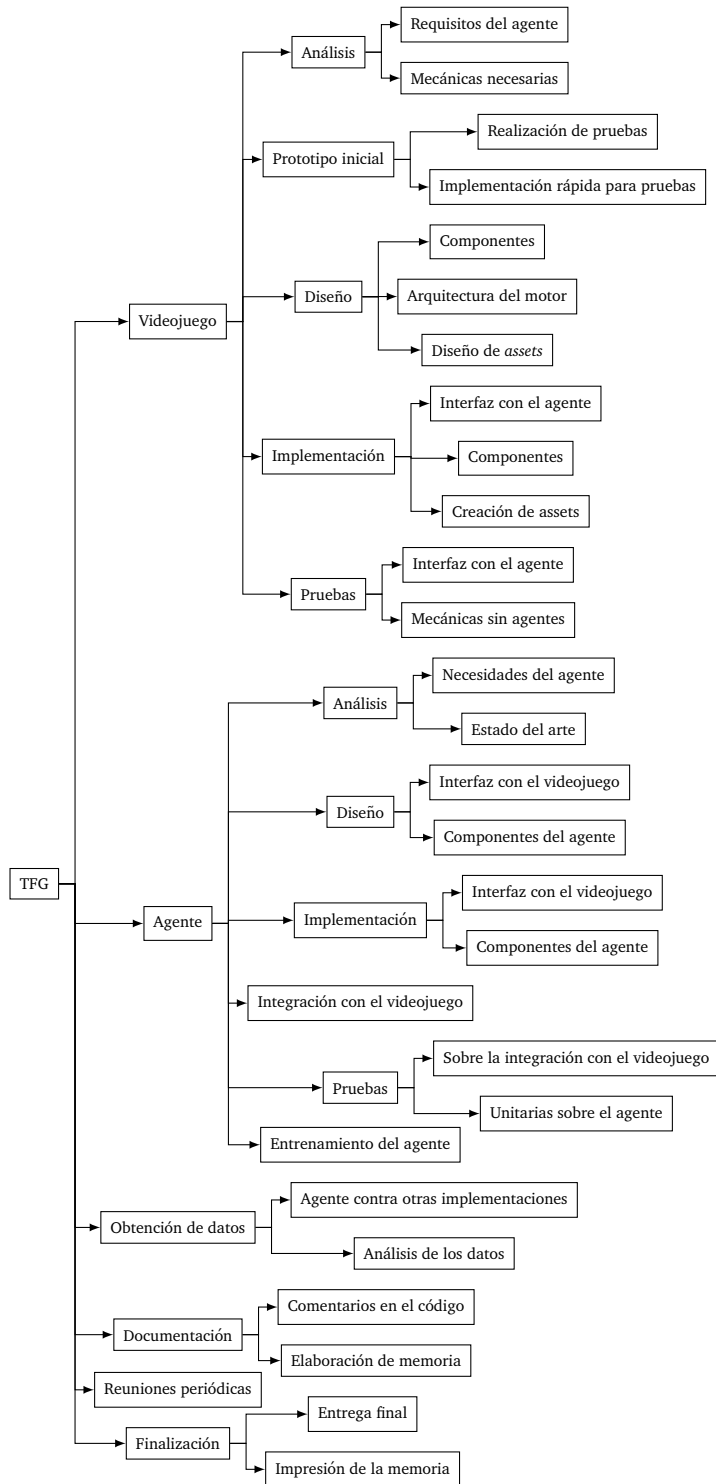 Requisitos del agente
Análisis
Mecánicas necesarias
Realización de pruebas
Prototipo inicial
Implementación rápida para pruebas
Componentes
Diseño
Arquitectura del motor
Videojuego
Diseño de assets
Interfaz con el agente
Implementación
Componentes
Creación de assets
Interfaz con el agente
Pruebas
Mecánicas sin agentes
Necesidades del agente
Análisis
Estado del arte
Interfaz con el videojuego
Diseño
Componentes del agente
TFG
Interfaz con el videojuego
Agente
Implementación
Componentes del agente
Integración con el videojuego
Sobre la integración con el videojuego
Pruebas
Unitarias sobre el agente
Entrenamiento del agente
Agente contra otras implementaciones
Obtención de datos
Análisis de los datos
Comentarios en el código
Documentación
Elaboración de memoria
Reuniones periódicas
Entrega final
Finalización
Impresión de la memoria